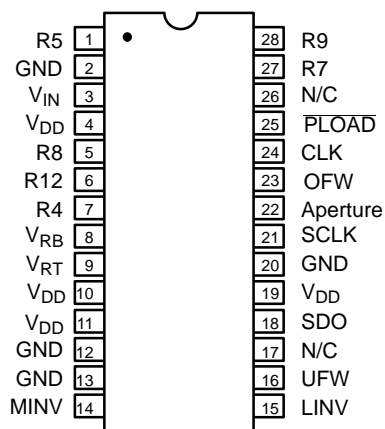 R5 1 28 R9
GND 2 27 R7
VIN 3 26 N/C
VDD 4 25 PLOAD
R8 5 24 CLK
R12 6 23 OFW
R4 7 22 Aperture
VRB 8 21 SCLK
VRT 9 20 GND
VDD 10 19 VDD
VDD 11 18 SDO
GND 12 17 N/C
GND 13 16 UFW
MINV 14 15 LINV